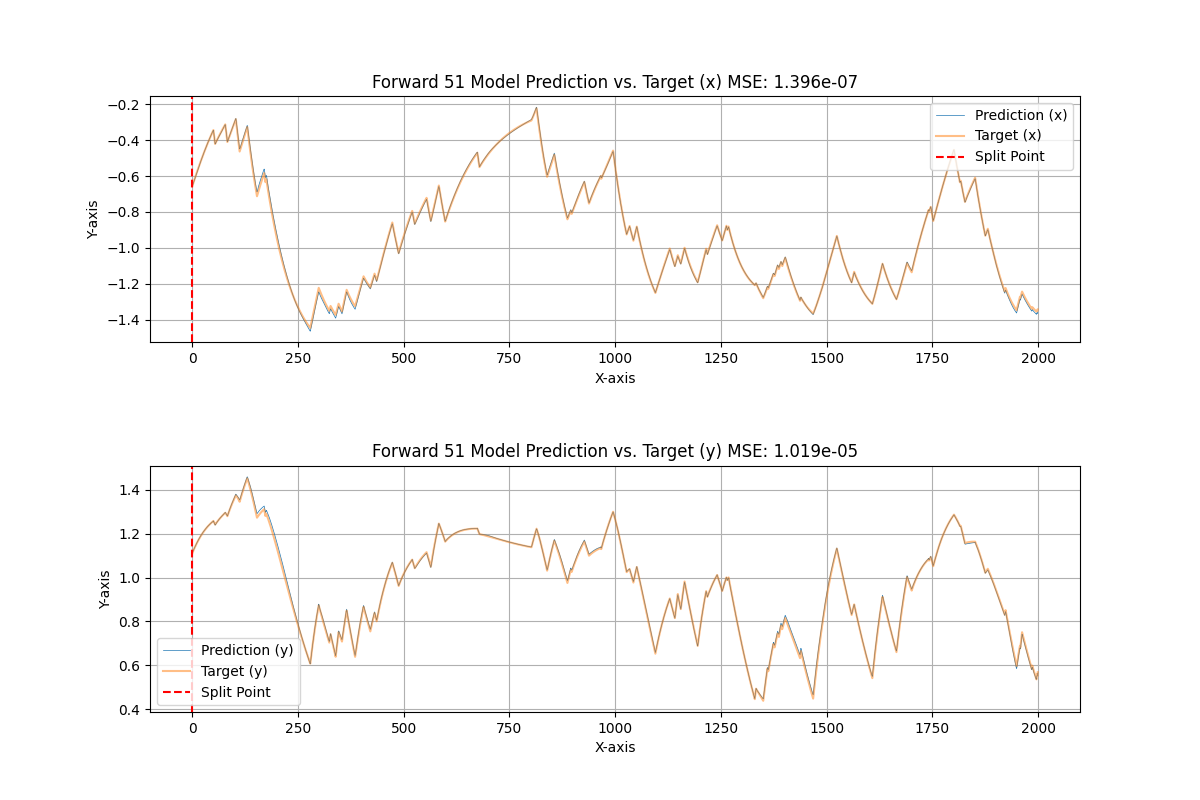 Forward 51 Model Prediction vs. Target (x) MSE: 1.396e-07
−0.2
−0.4
−0.6
−0.8
−1.0
−1.2
−1.4
Y-axis
Prediction (x)
Target (x)
Split Point
0 250 500 750 1000 1250 1500 1750 2000
X-axis
Forward 51 Model Prediction vs. Target (y) MSE: 1.019e-05
1.4
1.2
1.0
0.8
0.6
0.4
Y-axis
Prediction (y)
Target (y)
Split Point
0 250 500 750 1000 1250 1500 1750 2000
X-axis